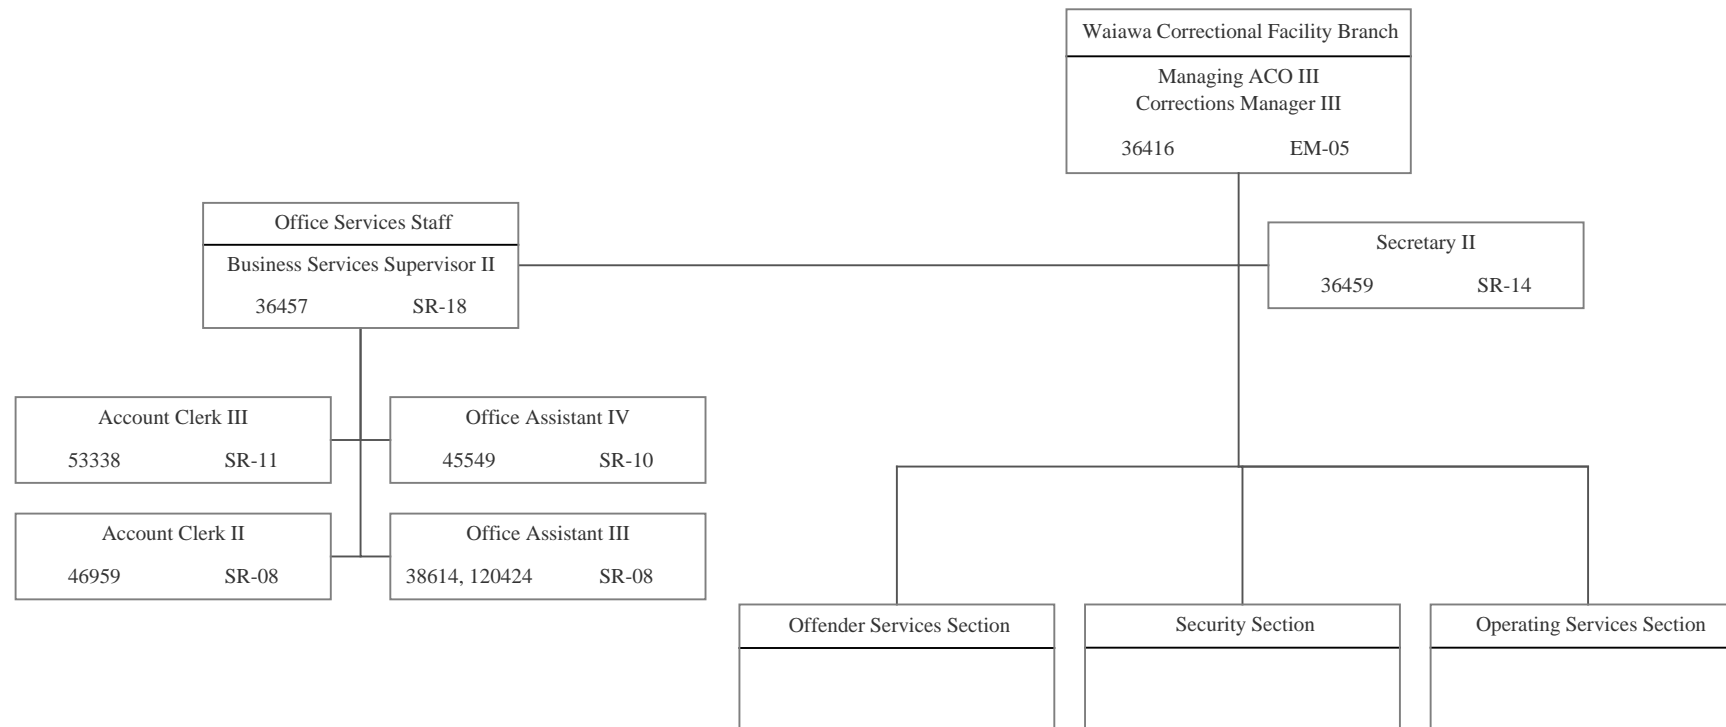 Waiawa Correctional Facility Branch
Managing ACO III
Corrections Manager III
36416 EM-05
Office Services Staff
Business Services Supervisor II
36457 SR-18
Secretary II
36459 SR-14
Account Clerk III
53338 SR-11
Office Assistant IV
45549 SR-10
Account Clerk II
46959 SR-08
Office Assistant III
38614, 120424 SR-08
Offender Services Section
Security Section
Operating Services Section